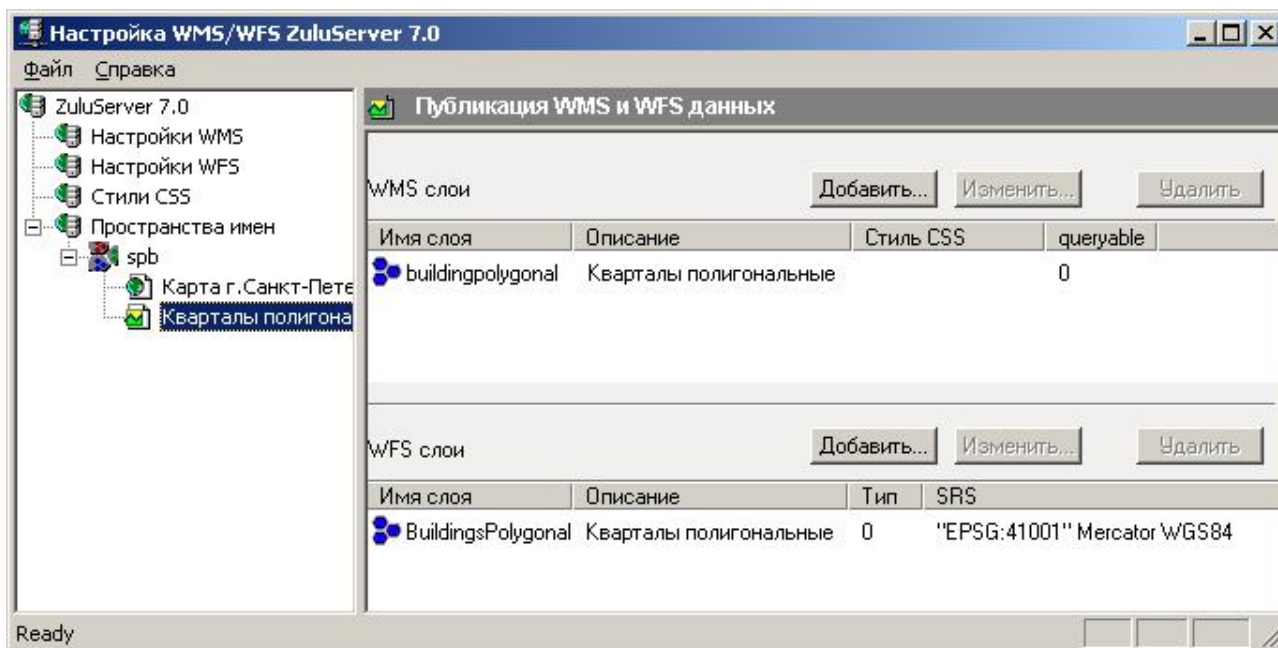 Настройка WMS/WFS ZuluServer 7.0
Файл Справка
ZuluServer 7.0
Настройки WMS
Настройки WFS
Стили CSS
Пространства имен
spb
Карта г.Санкт-Пете
Кварталы полигона
Публикация WMS и WFS данных
WMS слои Добавить... Изменить... Удалить
Имя слоя Описание Стиль CSS queryable
buildingpolygonal Кварталы полигональные 0
WFS слои Добавить... Изменить... Удалить
Имя слоя Описание Тип SRS
BuildingsPolygonal Кварталы полигональные 0 "EPSG:41001" Mercator WGS84
Ready